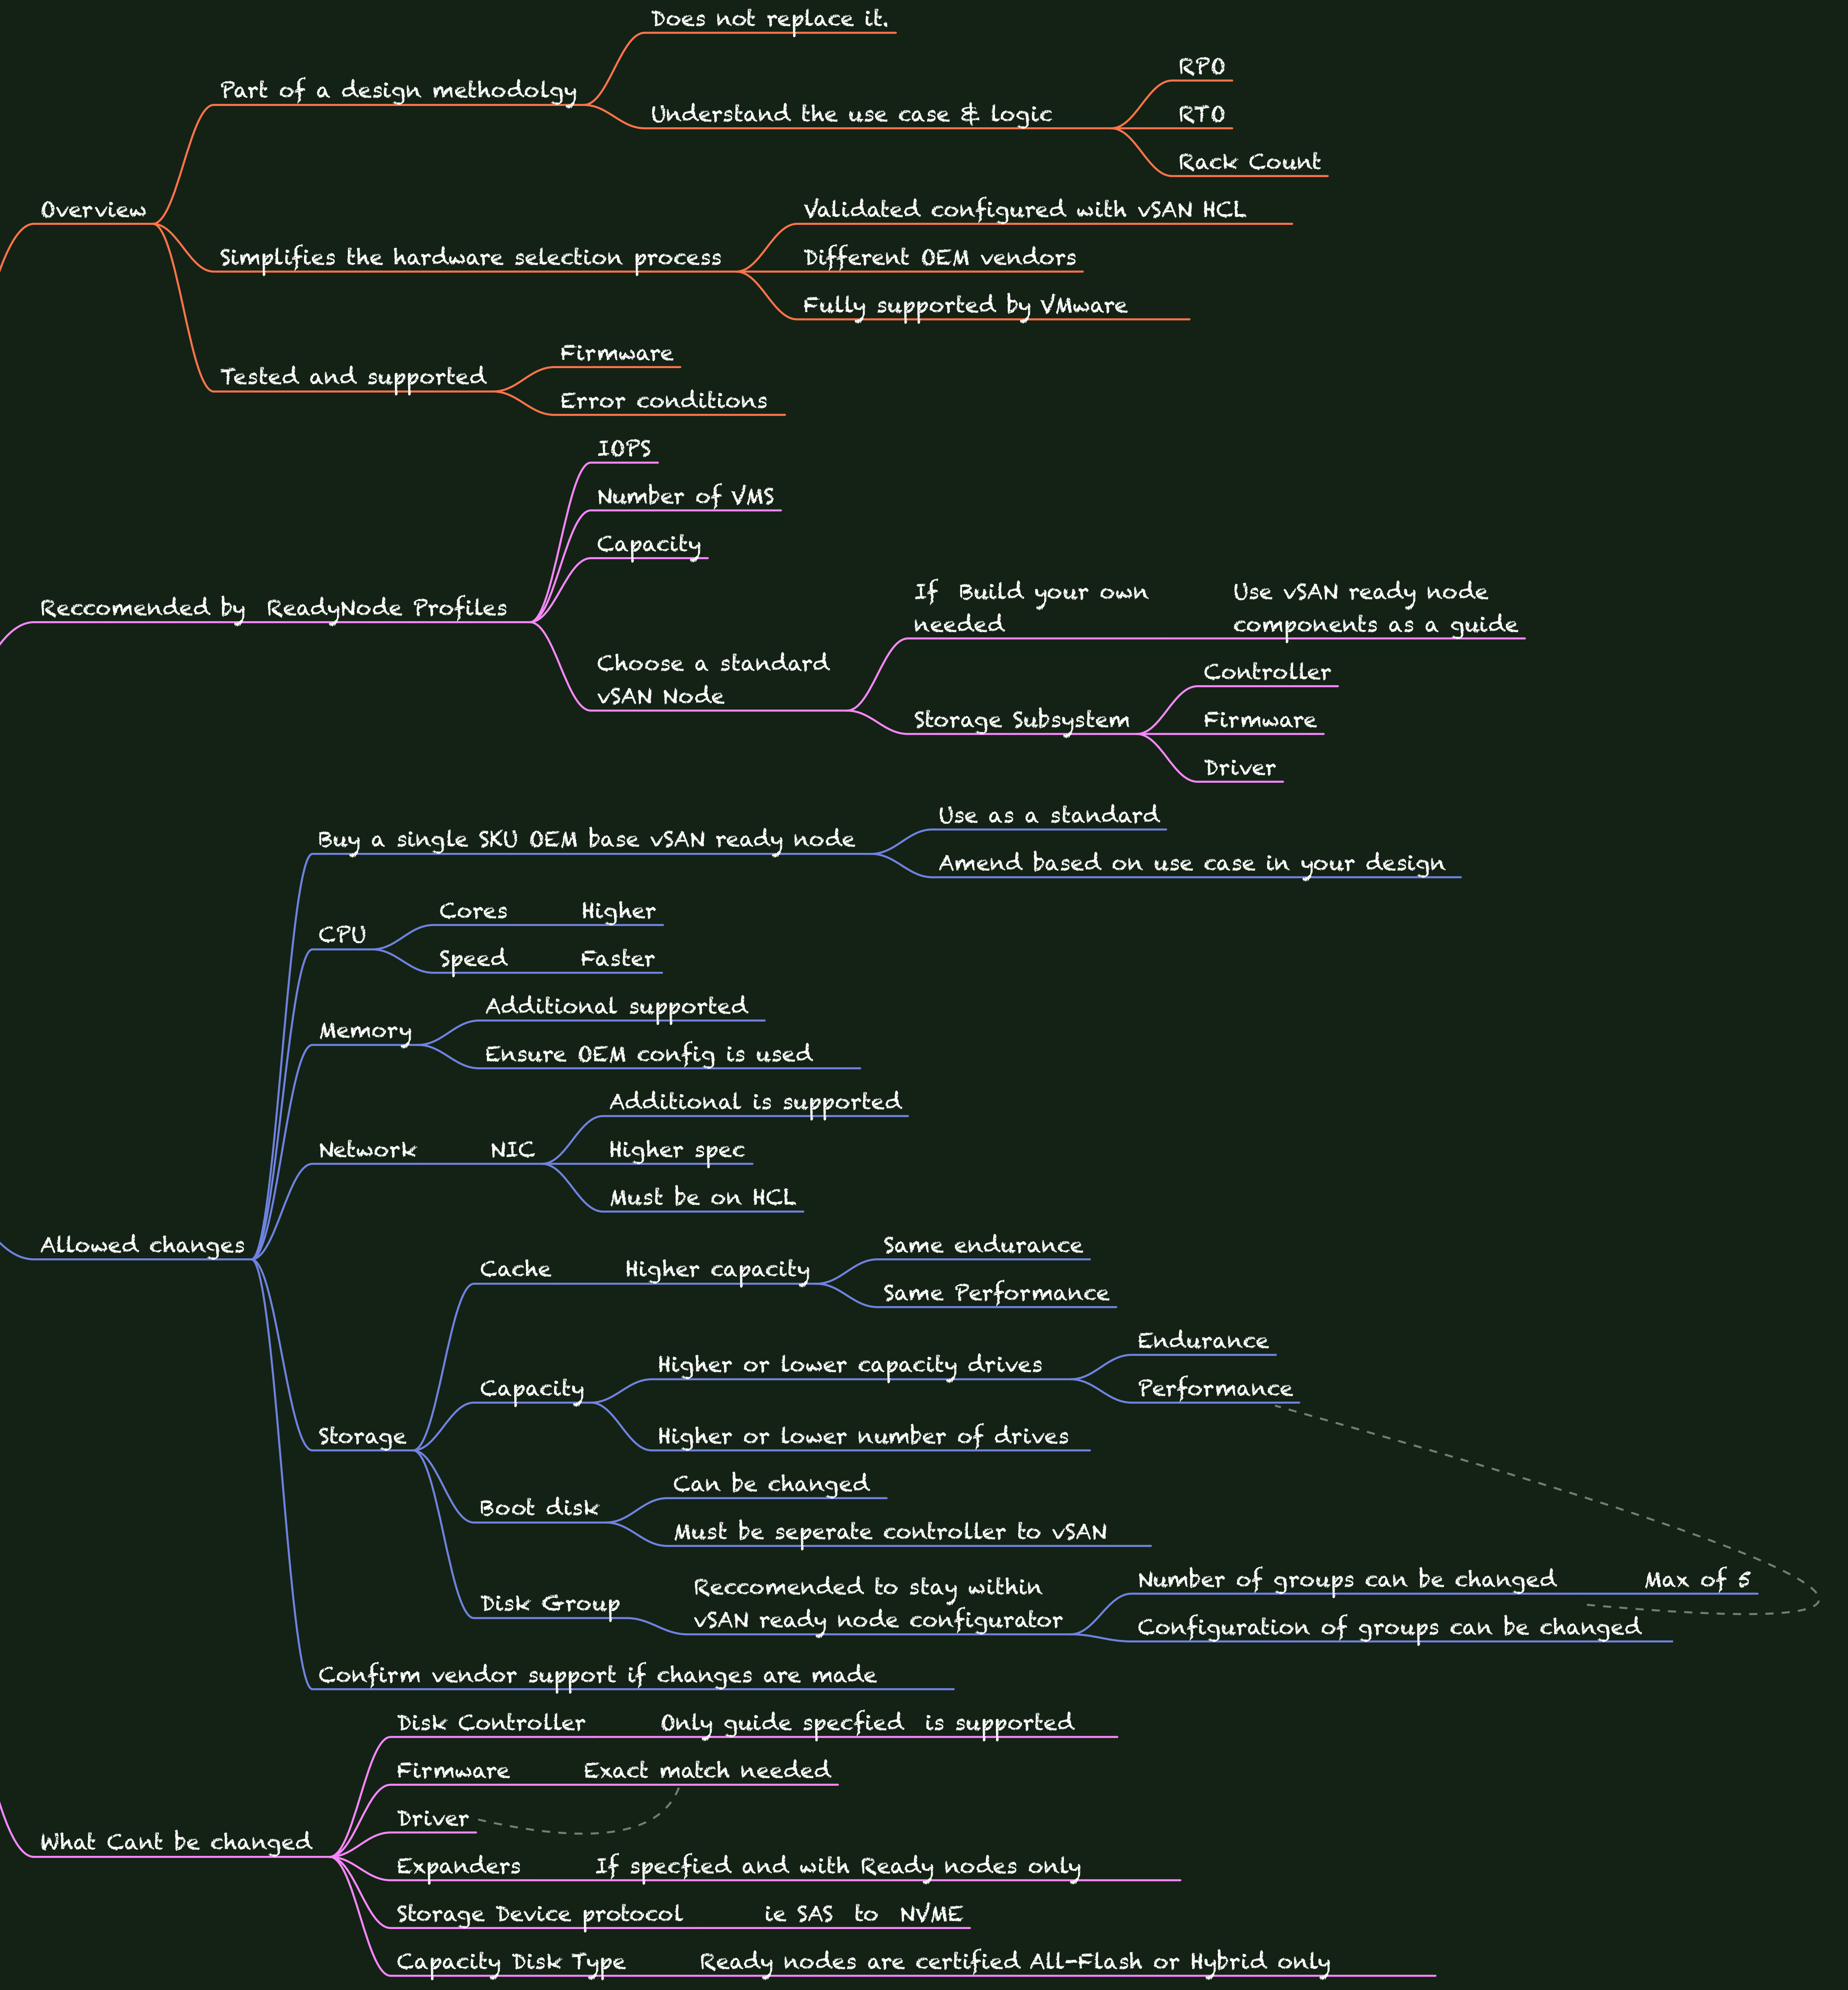 Does not replace it.
Part of a design methodolgy
Understand the use case & logic
RPO
RTO
Rack Count
Overview
Simplifies the hardware selection process
Validated configured with vSAN HCL
Different OEM vendors
Fully supported by VMware
Tested and supported
Firmware
Error conditions
Reccomended by ReadyNode Profiles
IOPS
Number of VMS
Capacity
Choose a standard
vSAN Node
If Build your own
needed
Use vSAN ready node
components as a guide
Storage Subsystem
Controller
Firmware
Driver
Allowed changes
Buy a single SKU OEM base vSAN ready node
Use as a standard
Amend based on use case in your design
CPU
Cores
Higher
Speed
Faster
Memory
Additional supported
Ensure OEM config is used
Network
NIC
Additional is supported
Higher spec
Must be on HCL
Storage
Cache
Higher capacity
Same endurance
Same Performance
Capacity
Higher or lower capacity drives
Endurance
Performance
Higher or lower number of drives
Boot disk
Can be changed
Must be seperate controller to vSAN
Disk Group
Reccomended to stay within
vSAN ready node configurator
Number of groups can be changed
Max of 5
Configuration of groups can be changed
Confirm vendor support if changes are made
What Cant be changed
Disk Controller
Only guide specfied is supported
Firmware
Exact match needed
Driver
Expanders
If specfied and with Ready nodes only
Storage Device protocol
ie SAS to NVME
Capacity Disk Type
Ready nodes are certified All-Flash or Hybrid only